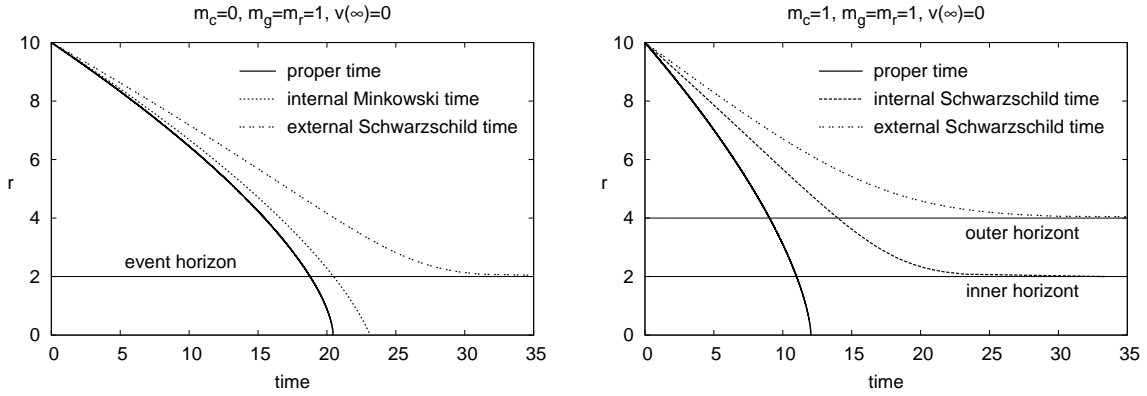 m_c=0, m_g=m_r=1, v(∞)=0
10
8
6
4
2
0
r
proper time
internal Minkowski time
external Schwarzschild time
event horizon
0 5 10 15 20 25 30 35
time
m_c=1, m_g=m_r=1, v(∞)=0
10
8
6
4
2
0
r
proper time
internal Schwarzschild time
external Schwarzschild time
outer horizont
inner horizont
0 5 10 15 20 25 30 35
time